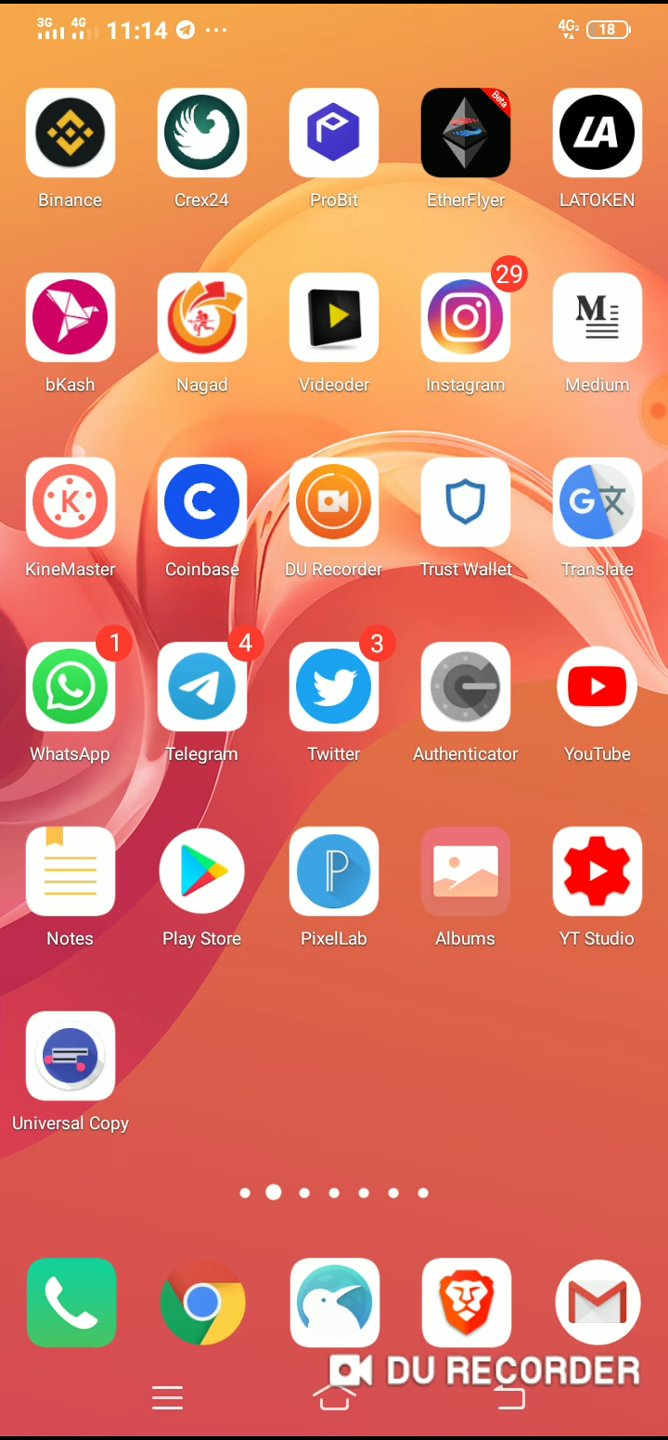 3G 4G 11:14 ... 4G2 18
Beta
Binance Crex24 ProBit EtherFlyer LATOKEN
29
bKash Nagad Videoder Instagram Medium
KineMaster Coinbase DU Recorder Trust Wallet Translate
1 4 3
WhatsApp Telegram Twitter Authenticator YouTube
Notes Play Store PixelLab Albums YT Studio
Universal Copy
DU RECORDER